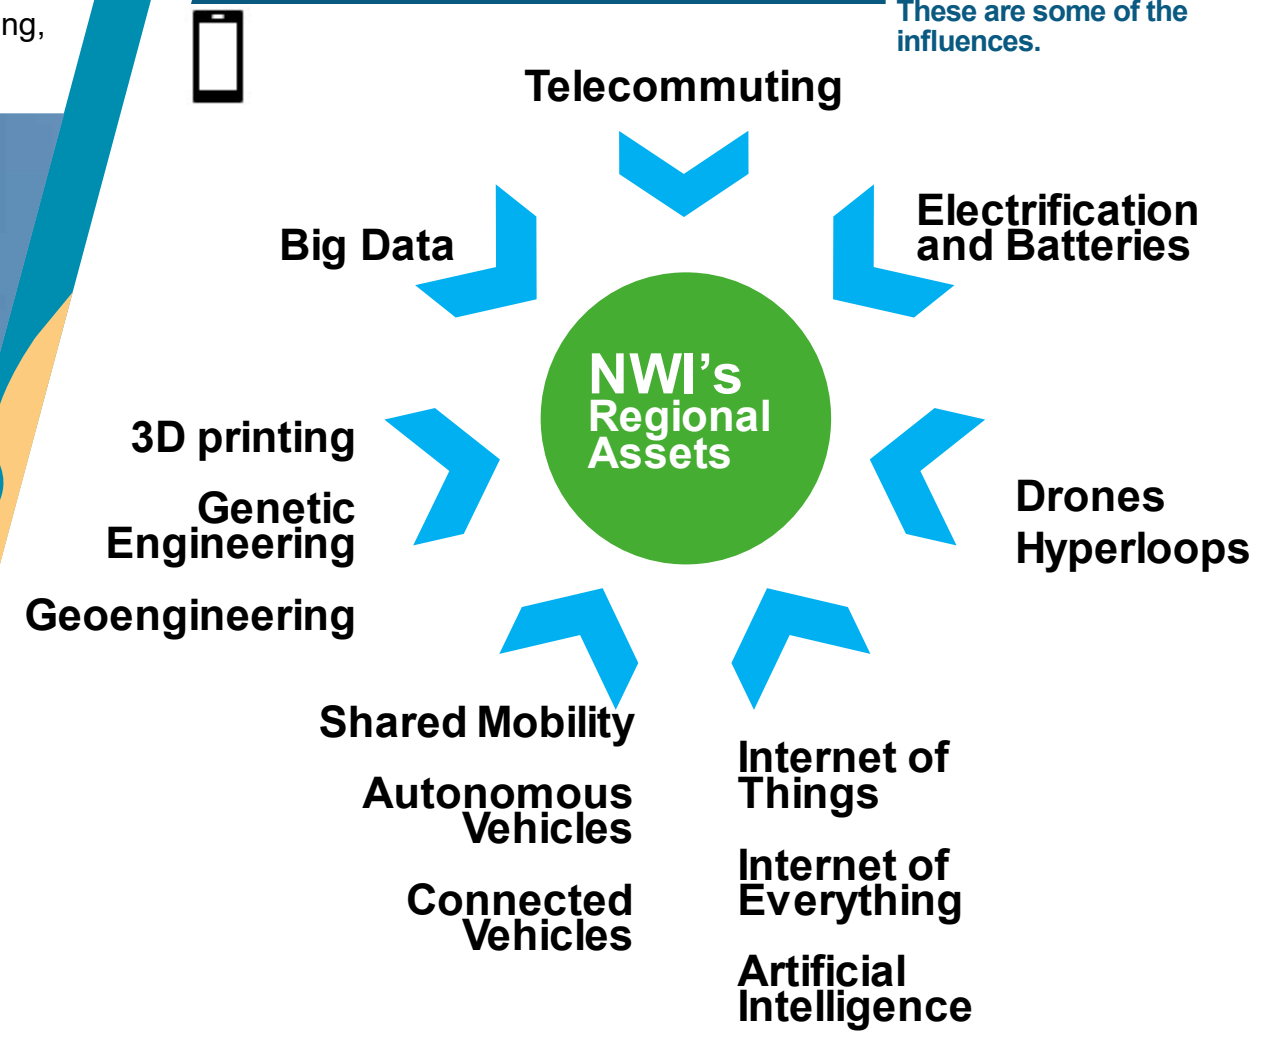 ng,
These are some of the
influences.
Telecommuting
Big Data
Electrification
and Batteries
NWI’s
Regional
Assets
3D printing
Genetic
Engineering
Geoengineering
Drones
Hyperloops
Shared Mobility
Autonomous
Vehicles
Connected
Vehicles
Internet of
Things
Internet of
Everything
Artificial
Intelligence